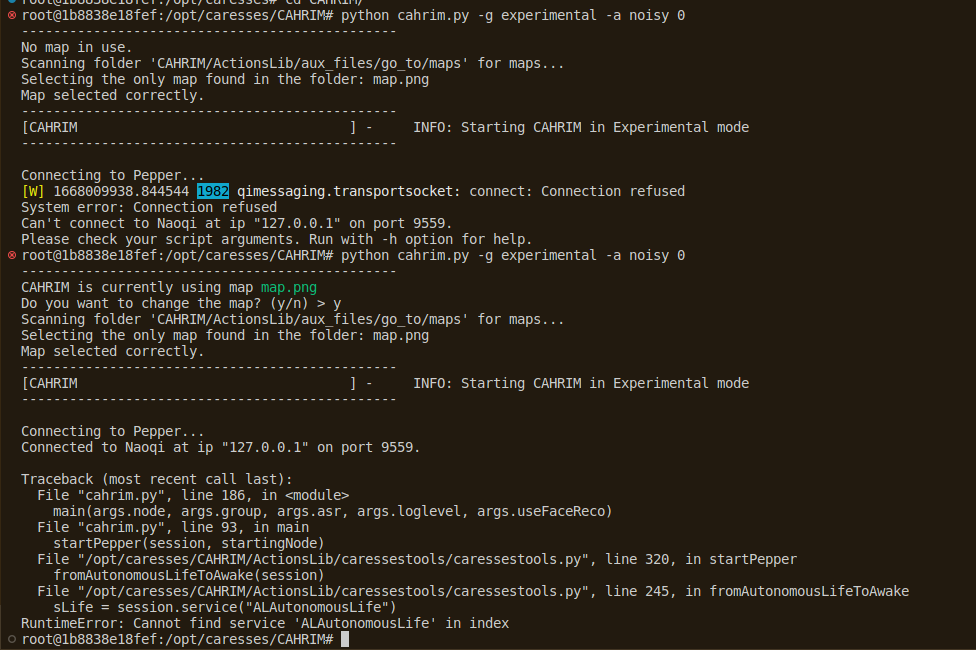 root@1b8838e18fef:/opt/caresses# cd CAHRIM/
root@1b8838e18fef:/opt/caresses/CAHRIM# python cahrim.py -g experimental -a noisy 0
-----------------------------------------------
No map in use.
Scanning folder 'CAHRIM/ActionsLib/aux_files/go_to/maps' for maps...
Selecting the only map found in the folder: map.png
Map selected correctly.
-----------------------------------------------
[CAHRIM                                  ] -     INFO: Starting CAHRIM in Experimental mode
-----------------------------------------------
Connecting to Pepper...
[W] 1668009938.844544 1982 qimessaging.transportsocket: connect: Connection refused
System error: Connection refused
Can't connect to Naoqi at ip "127.0.0.1" on port 9559.
Please check your script arguments. Run with -h option for help.
root@1b8838e18fef:/opt/caresses/CAHRIM# python cahrim.py -g experimental -a noisy 0
-----------------------------------------------
CAHRIM is currently using map map.png
Do you want to change the map? (y/n) > y
Scanning folder 'CAHRIM/ActionsLib/aux_files/go_to/maps' for maps...
Selecting the only map found in the folder: map.png
Map selected correctly.
-----------------------------------------------
[CAHRIM                                  ] -     INFO: Starting CAHRIM in Experimental mode
-----------------------------------------------
Connecting to Pepper...
Connected to Naoqi at ip "127.0.0.1" on port 9559.
Traceback (most recent call last):
  File "cahrim.py", line 186, in <module>
    main(args.node, args.group, args.asr, args.loglevel, args.useFaceReco)
  File "cahrim.py", line 93, in main
    startPepper(session, startingNode)
  File "/opt/caresses/CAHRIM/ActionsLib/caressestools/caressestools.py", line 320, in startPepper
    fromAutonomousLifeToAwake(session)
  File "/opt/caresses/CAHRIM/ActionsLib/caressestools/caressestools.py", line 245, in fromAutonomousLifeToAwake
    sLife = session.service("ALAutonomousLife")
RuntimeError: Cannot find service 'ALAutonomousLife' in index
root@1b8838e18fef:/opt/caresses/CAHRIM#